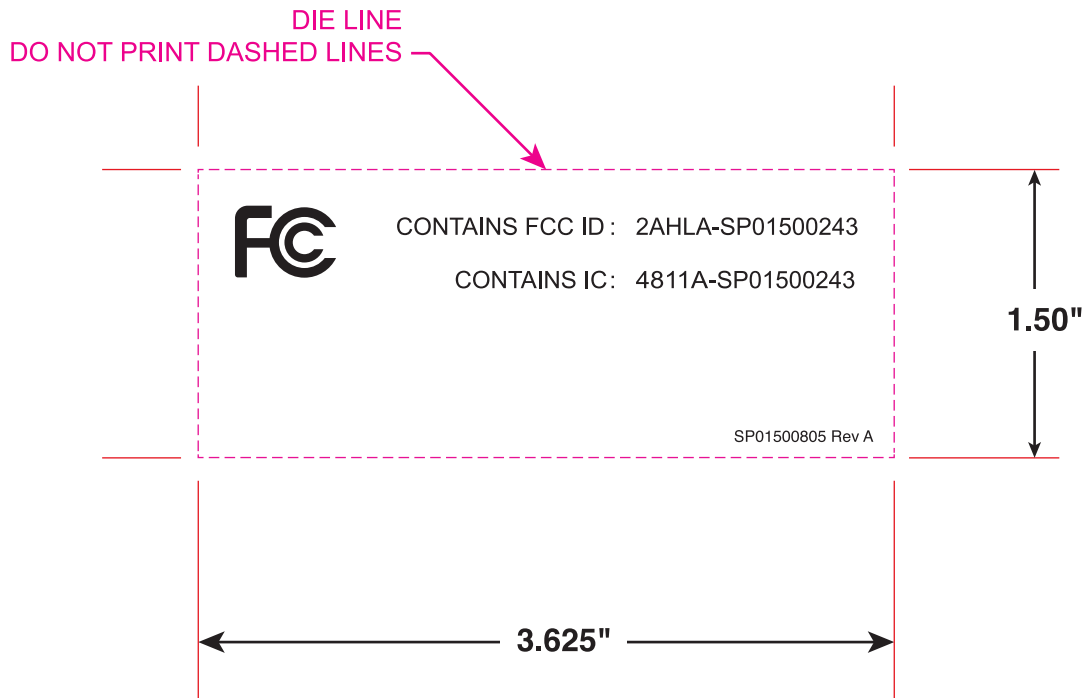 DIE LINE
DO NOT PRINT DASHED LINES
FC
CONTAINS FCC ID : 2AHLA-SP01500243
CONTAINS IC: 4811A-SP01500243
1.50"
SP01500805 Rev A
3.625"